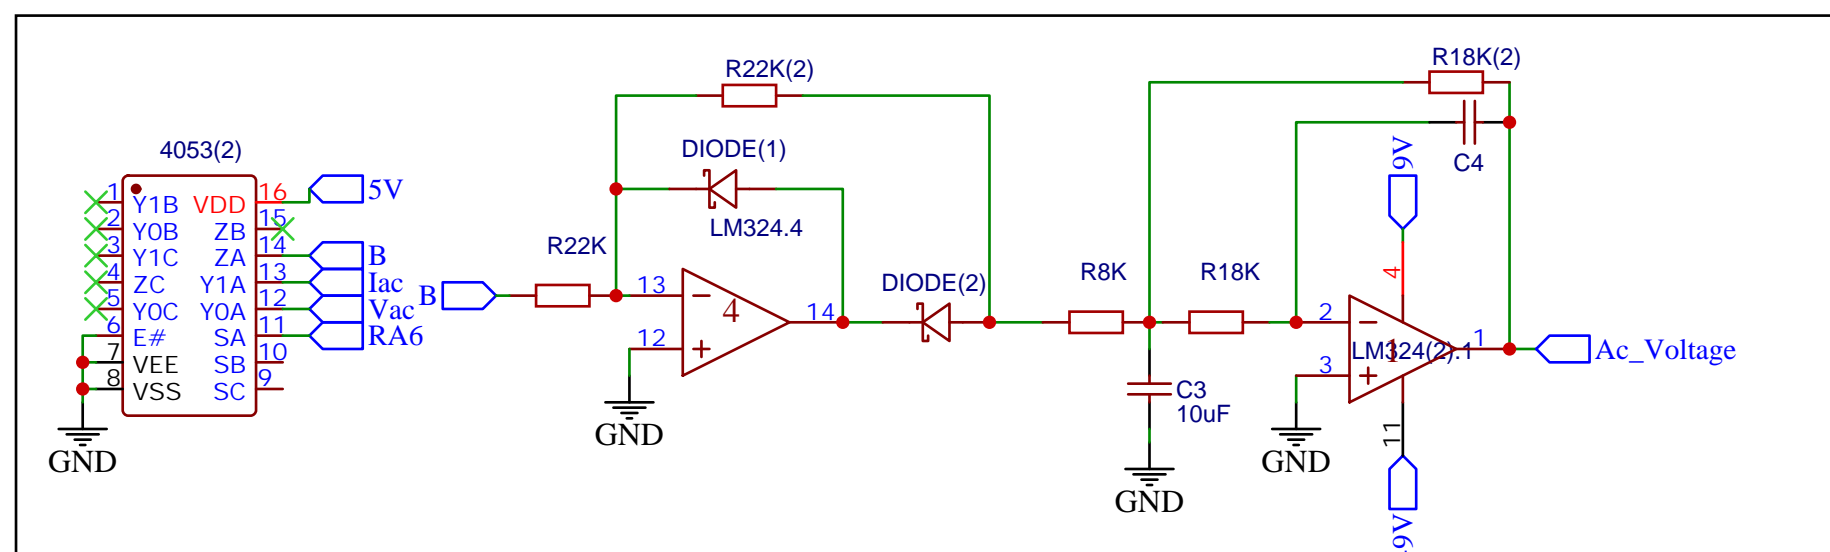 R22K(2)
R18K(2)
4053(2)
DIODE(1)
9V
C4
1 Y1B VDD 16 5V
2 Y0B ZB 15
3 Y1C ZA 14 B
4 ZC Y1A 13 Iac
5 Y0C Y0A 12 Vac
6 E# SA 11 RA6
7 VEE SB 10
8 VSS SC 9
GND
LM324.4
R22K
B
13
12
4
14
GND
DIODE(2)
R8K
R18K
C3
10uF
GND
4
2
3
LM324(2).1
1
1
Ac_Voltage
GND
11
-9V